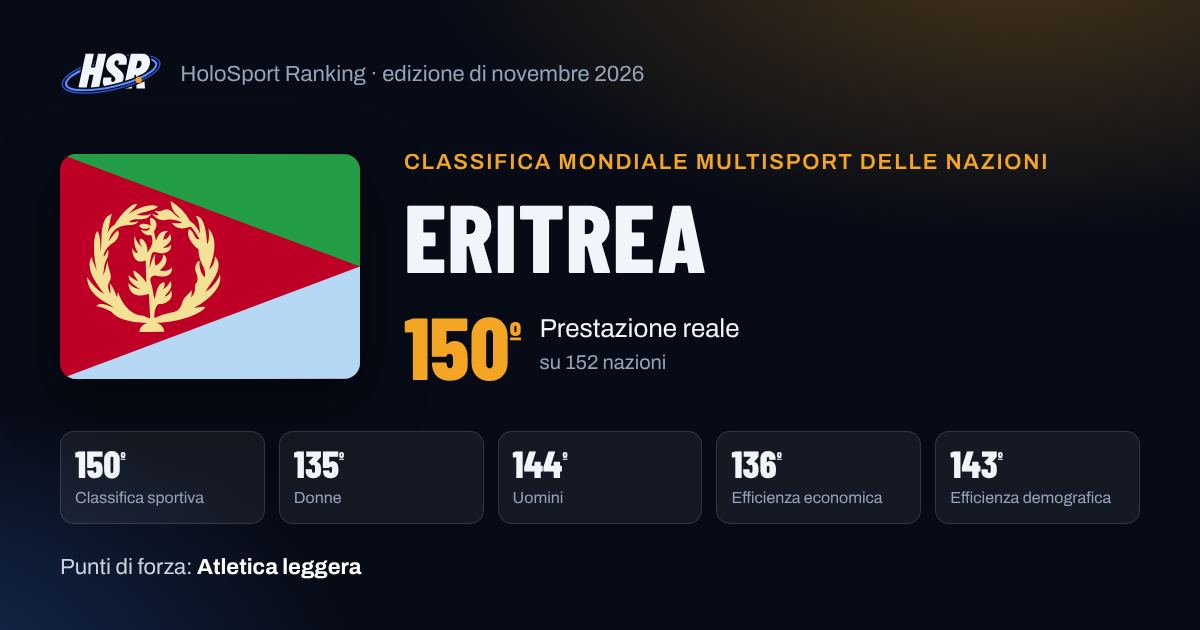 HSR
HoloSport Ranking · edizione di novembre 2026
CLASSIFICA MONDIALE MULTISPORT DELLE NAZIONI
ERITREA
150º
Prestazione reale
su 152 nazioni
150º
Classifica sportiva
135º
Donne
144º
Uomini
136º
Efficienza economica
143º
Efficienza demografica
Punti di forza: Atletica leggera